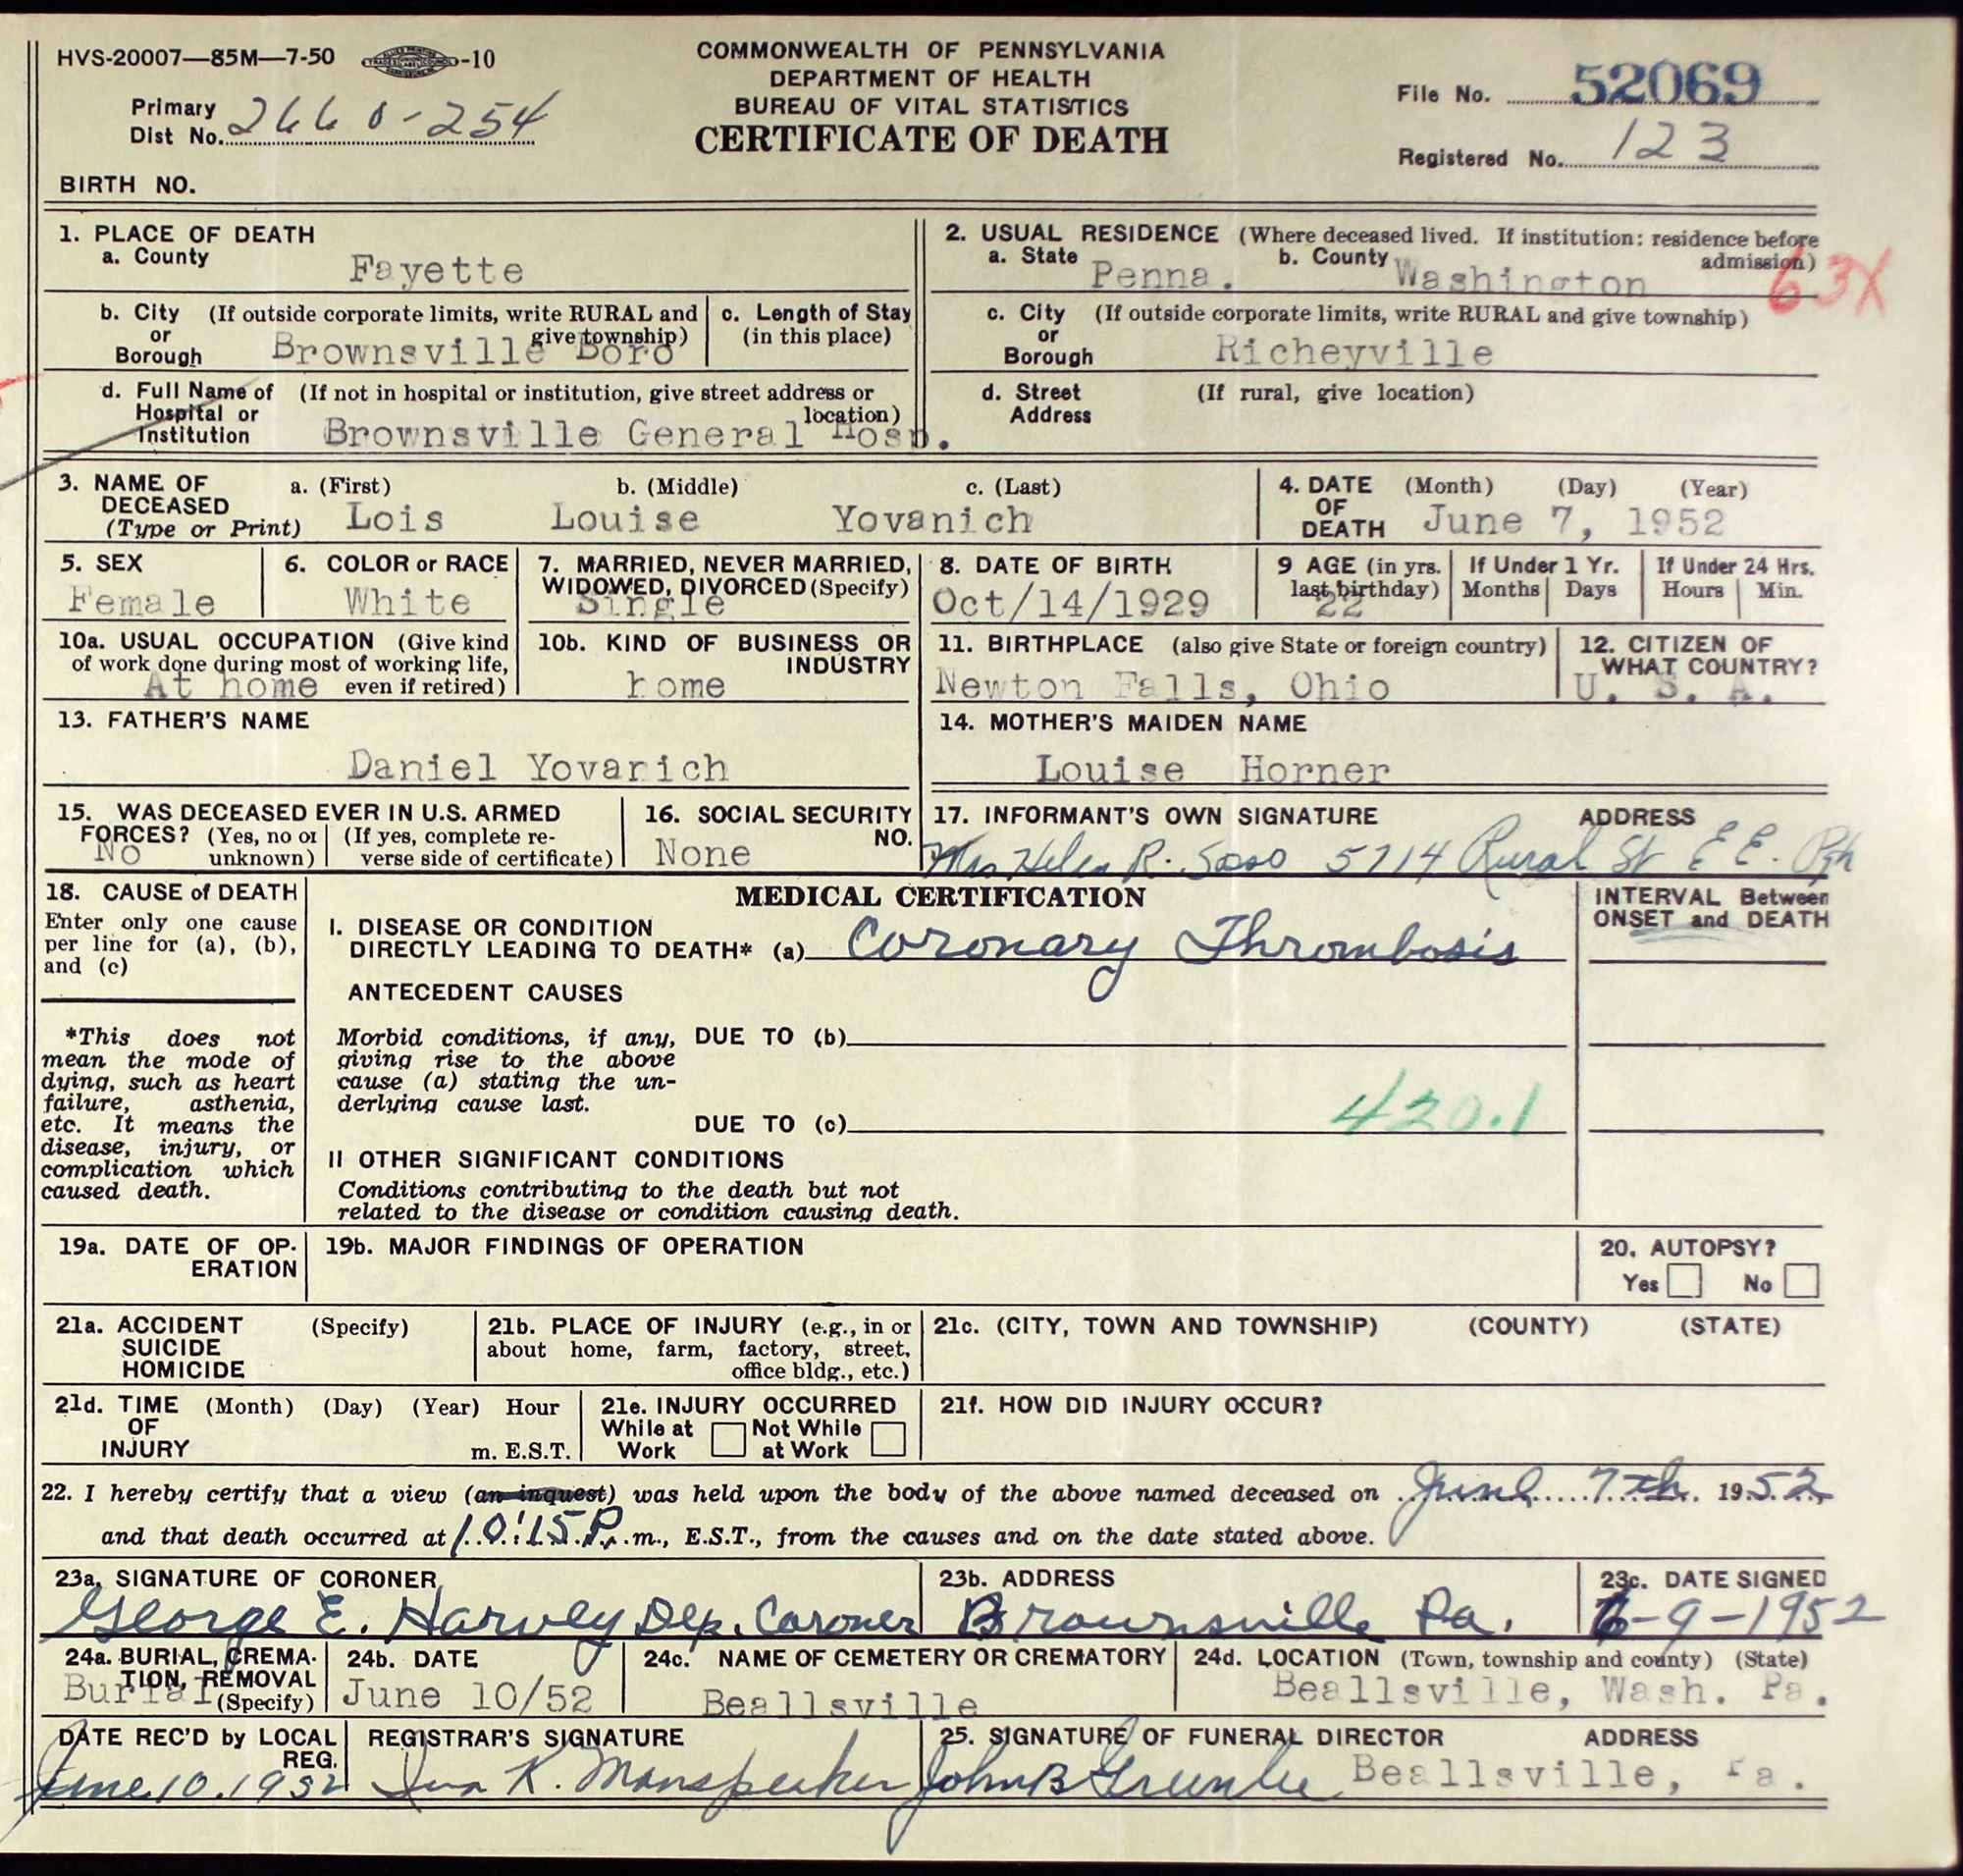 HVS-20007—85M—7-50 -10
COMMONWEALTH OF PENNSYLVANIA
DEPARTMENT OF HEALTH
BUREAU OF VITAL STATISTICS
CERTIFICATE OF DEATH
Primary
Dist No. 2660-254
File No. 52069
Registered No. 123
BIRTH NO.
1. PLACE OF DEATH
a. County
Fayette
2. USUAL RESIDENCE (Where deceased lived. If institution: residence before
admission)
a. State Penna. b. County Washington
63X
b. City (If outside corporate limits, write RURAL and
or give township)
Borough Brownsville Boro
c. Length of Stay
(in this place)
c. City (If outside corporate limits, write RURAL and give township)
or
Borough Richeyville
d. Full Name of (If not in hospital or institution, give street address or
Hospital or location)
Institution Brownsville General Hosp.
d. Street (If rural, give location)
Address
3. NAME OF a. (First) b. (Middle) c. (Last)
DECEASED
(Type or Print) Lois Louise Yovanich
4. DATE (Month) (Day) (Year)
OF
DEATH June 7, 1952
5. SEX
Female
6. COLOR or RACE
White
7. MARRIED, NEVER MARRIED,
WIDOWED, DIVORCED (Specify)
Single
8. DATE OF BIRTH
Oct/14/1929
9 AGE (in yrs.
last birthday)
22
If Under 1 Yr.
Months Days
If Under 24 Hrs.
Hours Min.
10a. USUAL OCCUPATION (Give kind
of work done during most of working life,
At home even if retired)
10b. KIND OF BUSINESS OR
INDUSTRY
home
11. BIRTHPLACE (also give State or foreign country)
Newton Falls, Ohio
12. CITIZEN OF
WHAT COUNTRY?
U. S. A.
13. FATHER'S NAME
Daniel Yovanich
14. MOTHER'S MAIDEN NAME
Louise Horner
15. WAS DECEASED EVER IN U.S. ARMED
FORCES? (Yes, no or (If yes, complete re-
No unknown) verse side of certificate)
16. SOCIAL SECURITY
NO.
None
17. INFORMANT'S OWN SIGNATURE ADDRESS
Mrs Helen R. 5714 Rural St E E. Pgh
18. CAUSE of DEATH
Enter only one cause
per line for (a), (b),
and (c)
*This does not
mean the mode of
dying, such as heart
failure, asthenia,
etc. It means the
disease, injury, or
complication which
caused death.
MEDICAL CERTIFICATION
I. DISEASE OR CONDITION
DIRECTLY LEADING TO DEATH* (a) Coronary Thrombosis
ANTECEDENT CAUSES
Morbid conditions, if any, DUE TO (b)
giving rise to the above
cause (a) stating the un-
derlying cause last.
DUE TO (c) 420.1
II OTHER SIGNIFICANT CONDITIONS
Conditions contributing to the death but not
related to the disease or condition causing death.
INTERVAL Between
ONSET and DEATH
19a. DATE OF OP-
ERATION
19b. MAJOR FINDINGS OF OPERATION
20. AUTOPSY?
Yes No
21a. ACCIDENT (Specify)
SUICIDE
HOMICIDE
21b. PLACE OF INJURY (e.g., in or
about home, farm, factory, street,
office bldg., etc.)
21c. (CITY, TOWN AND TOWNSHIP) (COUNTY) (STATE)
21d. TIME (Month) (Day) (Year) Hour
OF
INJURY m. E.S.T.
21e. INJURY OCCURRED
While at Not While
Work at Work
21f. HOW DID INJURY OCCUR?
22. I hereby certify that a view (an inquest) was held upon the body of the above named deceased on June 7th 1952
and that death occurred at 10:15 P. m., E.S.T., from the causes and on the date stated above.
23a. SIGNATURE OF CORONER
George E. Harvey Dep. Coroner
23b. ADDRESS
Brownsville Pa.
23c. DATE SIGNED
6-9-1952
24a. BURIAL, CREMA-
TION, REMOVAL
Burial (Specify)
24b. DATE
June 10/52
24c. NAME OF CEMETERY OR CREMATORY
Beallsville
24d. LOCATION (Town, township and county) (State)
Beallsville, Wash. Pa.
DATE REC'D by LOCAL
REG.
June 10. 1952
REGISTRAR'S SIGNATURE
K. Manspeaker
25. SIGNATURE OF FUNERAL DIRECTOR ADDRESS
John B Greenlee Beallsville, Pa.